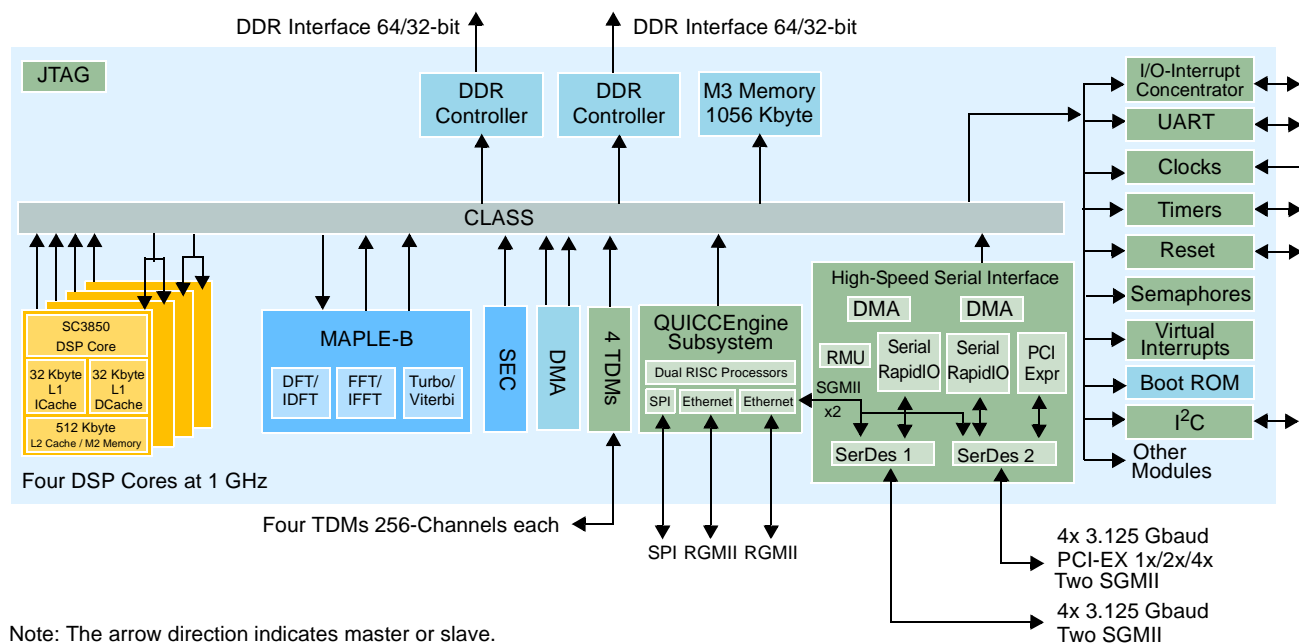 DDR Interface 64/32-bit
DDR Interface 64/32-bit
JTAG
DDR
Controller
DDR
Controller
M3 Memory
1056 Kbyte
I/O-Interrupt
Concentrator
UART
Clocks
Timers
Reset
Semaphores
Virtual
Interrupts
Boot ROM
I2C
Other
Modules
CLASS
SC3850
DSP Core
32 Kbyte
L1
ICache
32 Kbyte
L1
DCache
512 Kbyte
L2 Cache / M2 Memory
Four DSP Cores at 1 GHz
MAPLE-B
DFT/
IDFT
FFT/
IFFT
Turbo/
Viterbi
SEC
DMA
4 TDMs
QUICCEngine
Subsystem
Dual RISC Processors
SPI
Ethernet
Ethernet
High-Speed Serial Interface
DMA
DMA
RMU
Serial
RapidIO
Serial
RapidIO
PCI
Expr
SGMII
x2
SerDes 1
SerDes 2
Four TDMs 256-Channels each
SPI
RGMII
RGMII
4x 3.125 Gbaud
PCI-EX 1x/2x/4x
Two SGMII
4x 3.125 Gbaud
Two SGMII
Note: The arrow direction indicates master or slave.